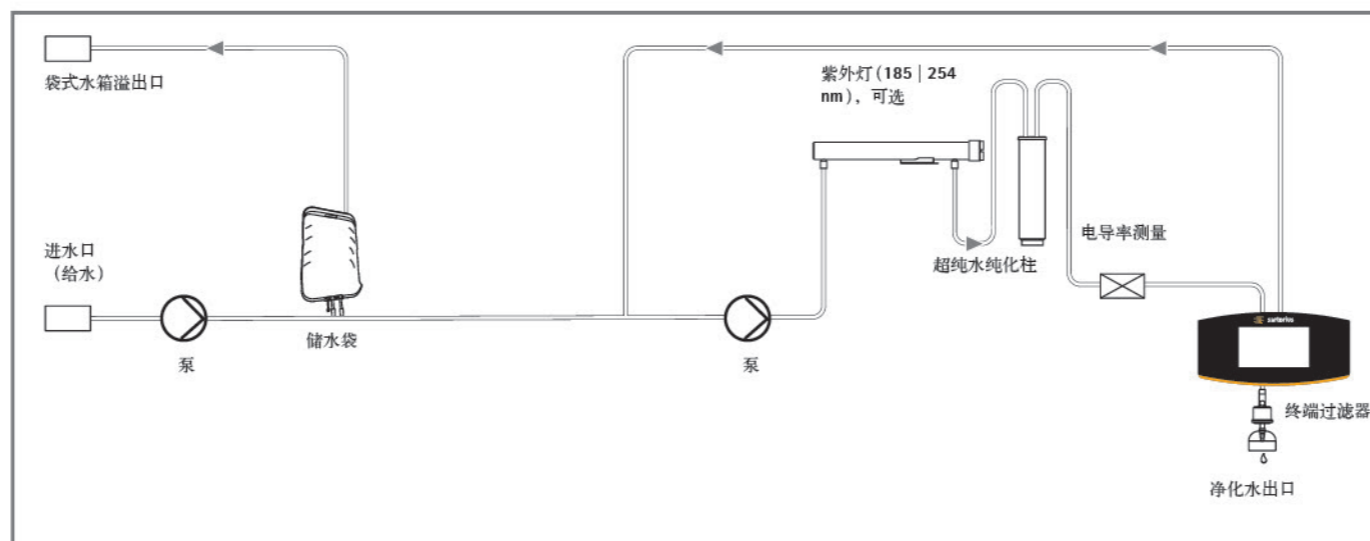 袋式水箱溢出口
紫外灯(185 | 254
nm)，可选
进水口
(给水)
泵
储水袋
泵
超纯水纯化柱
电导率测量
sartorius
终端过滤器
净化水出口